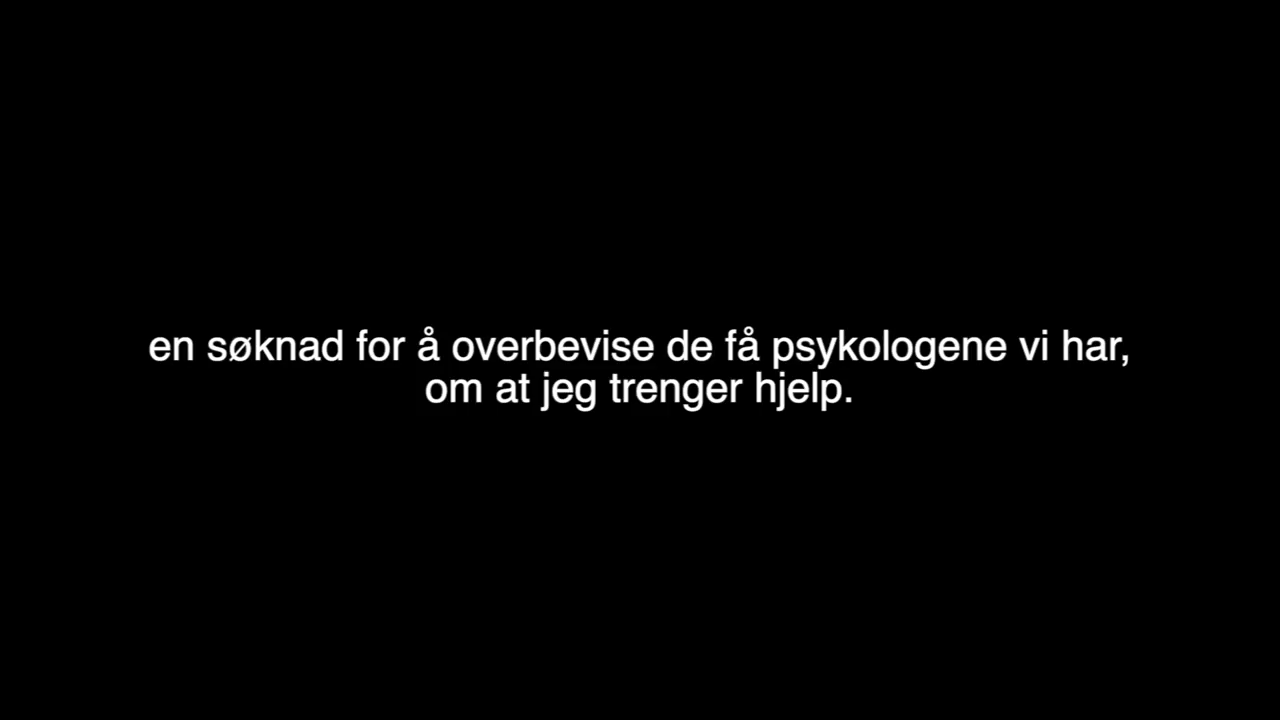 en søknad for å overbevise de få psykologene vi har,
om at jeg trenger hjelp.